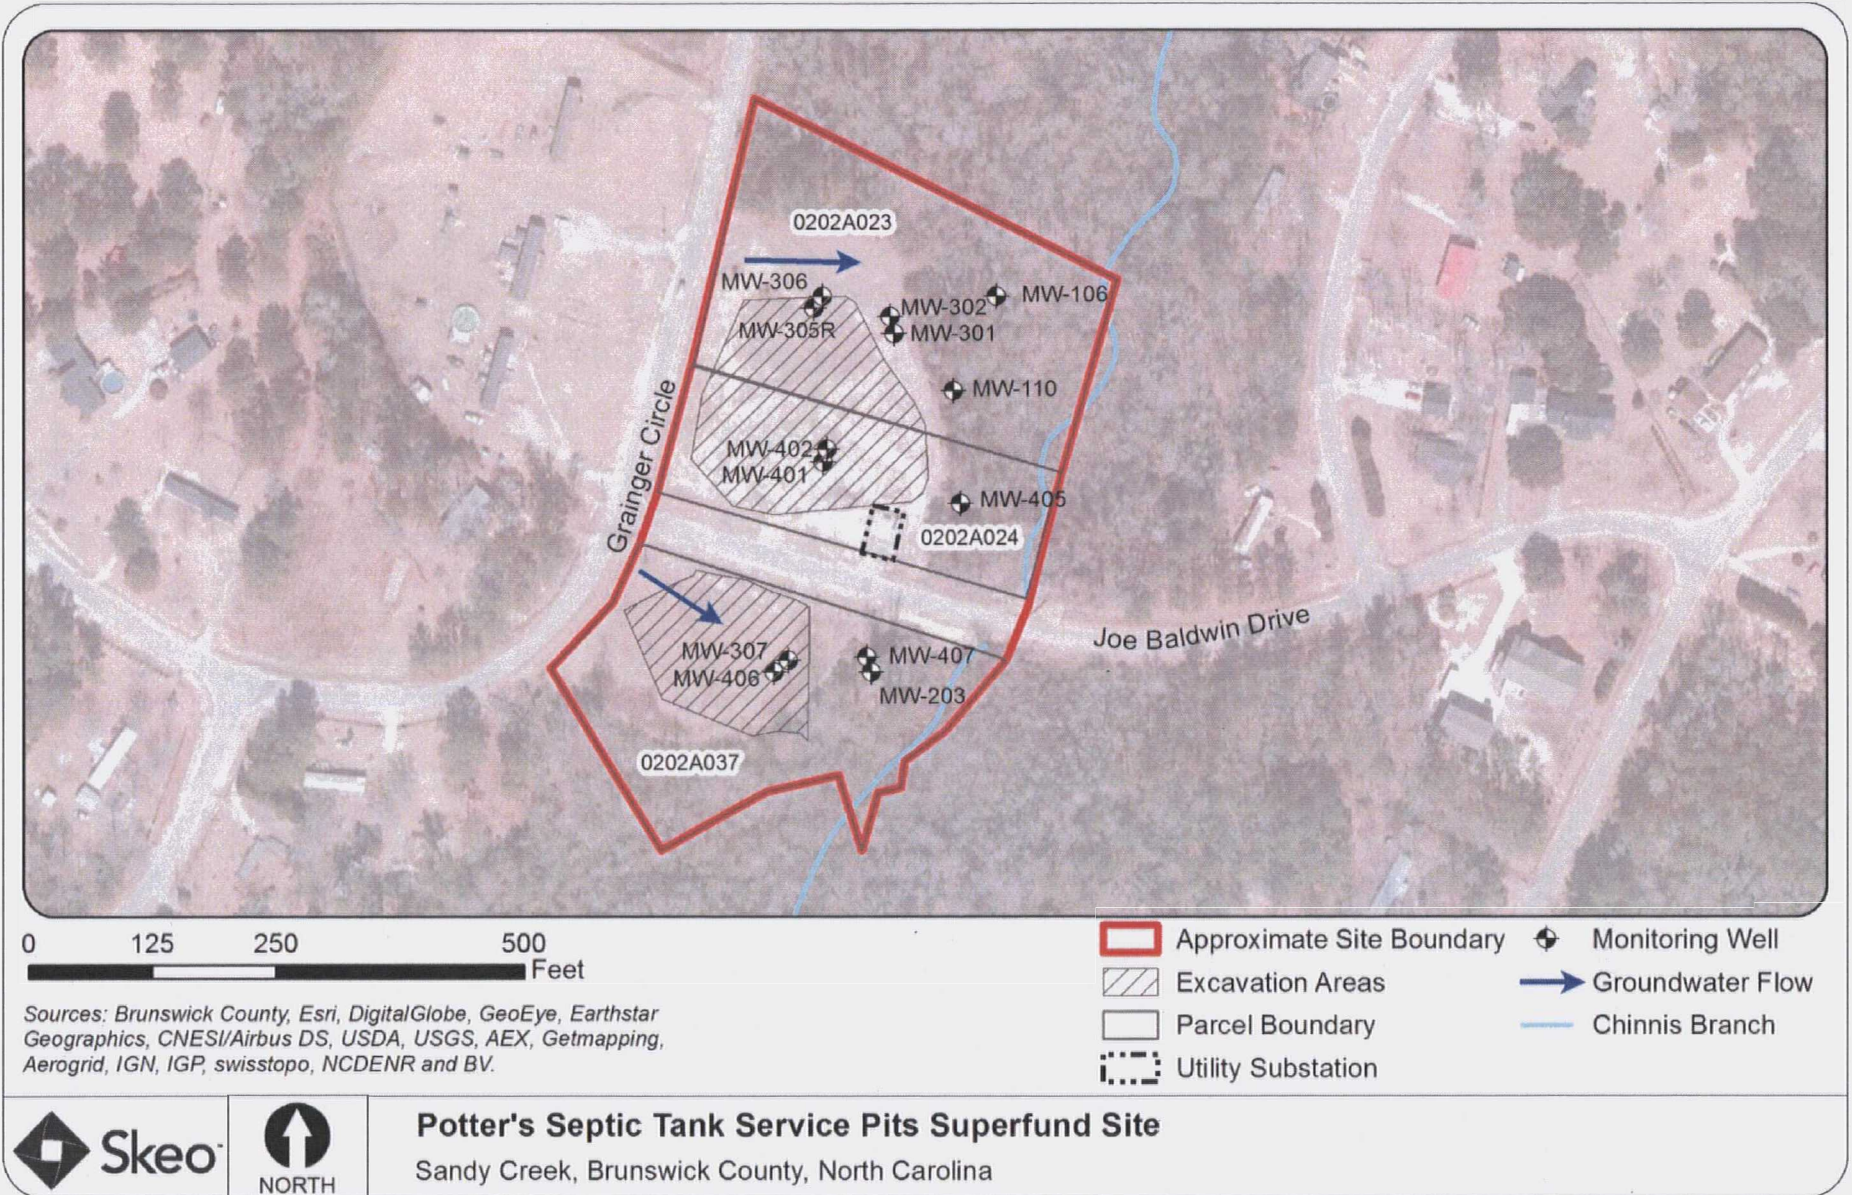 0202A023
MW-306
MW-305R
MW-302
MW-301
MW-106
MW-110
Grainger Circle
MW-402
MW-401
MW-405
0202A024
Joe Baldwin Drive
MW-307
MW-406
MW-407
MW-203
0202A037
0 125 250 500
Feet
Sources: Brunswick County, Esri, DigitalGlobe, GeoEye, Earthstar
Geographics, CNESI/Airbus DS, USDA, USGS, AEX, Getmapping,
Aerogrid, IGN, IGP, swisstopo, NCDENR and BV.
Approximate Site Boundary
Excavation Areas
Parcel Boundary
Utility Substation
Monitoring Well
Groundwater Flow
Chinnis Branch
Skeo
NORTH
Potter's Septic Tank Service Pits Superfund Site
Sandy Creek, Brunswick County, North Carolina